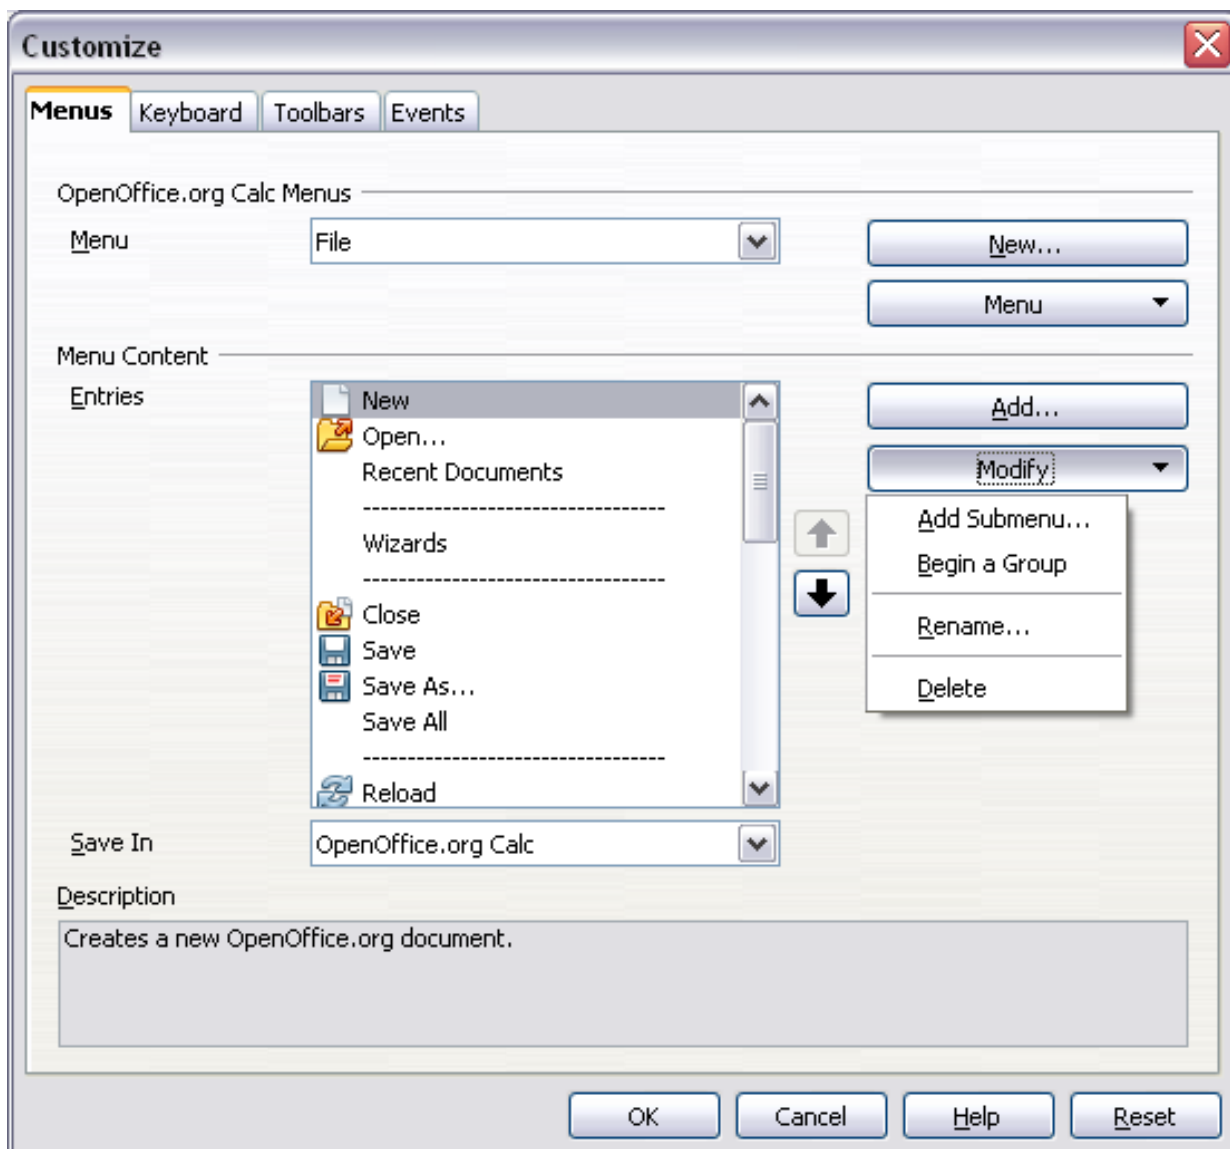 Customize
Menus Keyboard Toolbars Events
OpenOffice.org Calc Menus
Menu File New...
Menu
Menu Content
Entries New Add...
Open...
Recent Documents Modify
---------------------------------- Add Submenu...
Wizards Begin a Group
----------------------------------
Close Rename...
Save
Save As... Delete
Save All
----------------------------------
Reload
Save In OpenOffice.org Calc
Description
Creates a new OpenOffice.org document.
OK Cancel Help Reset